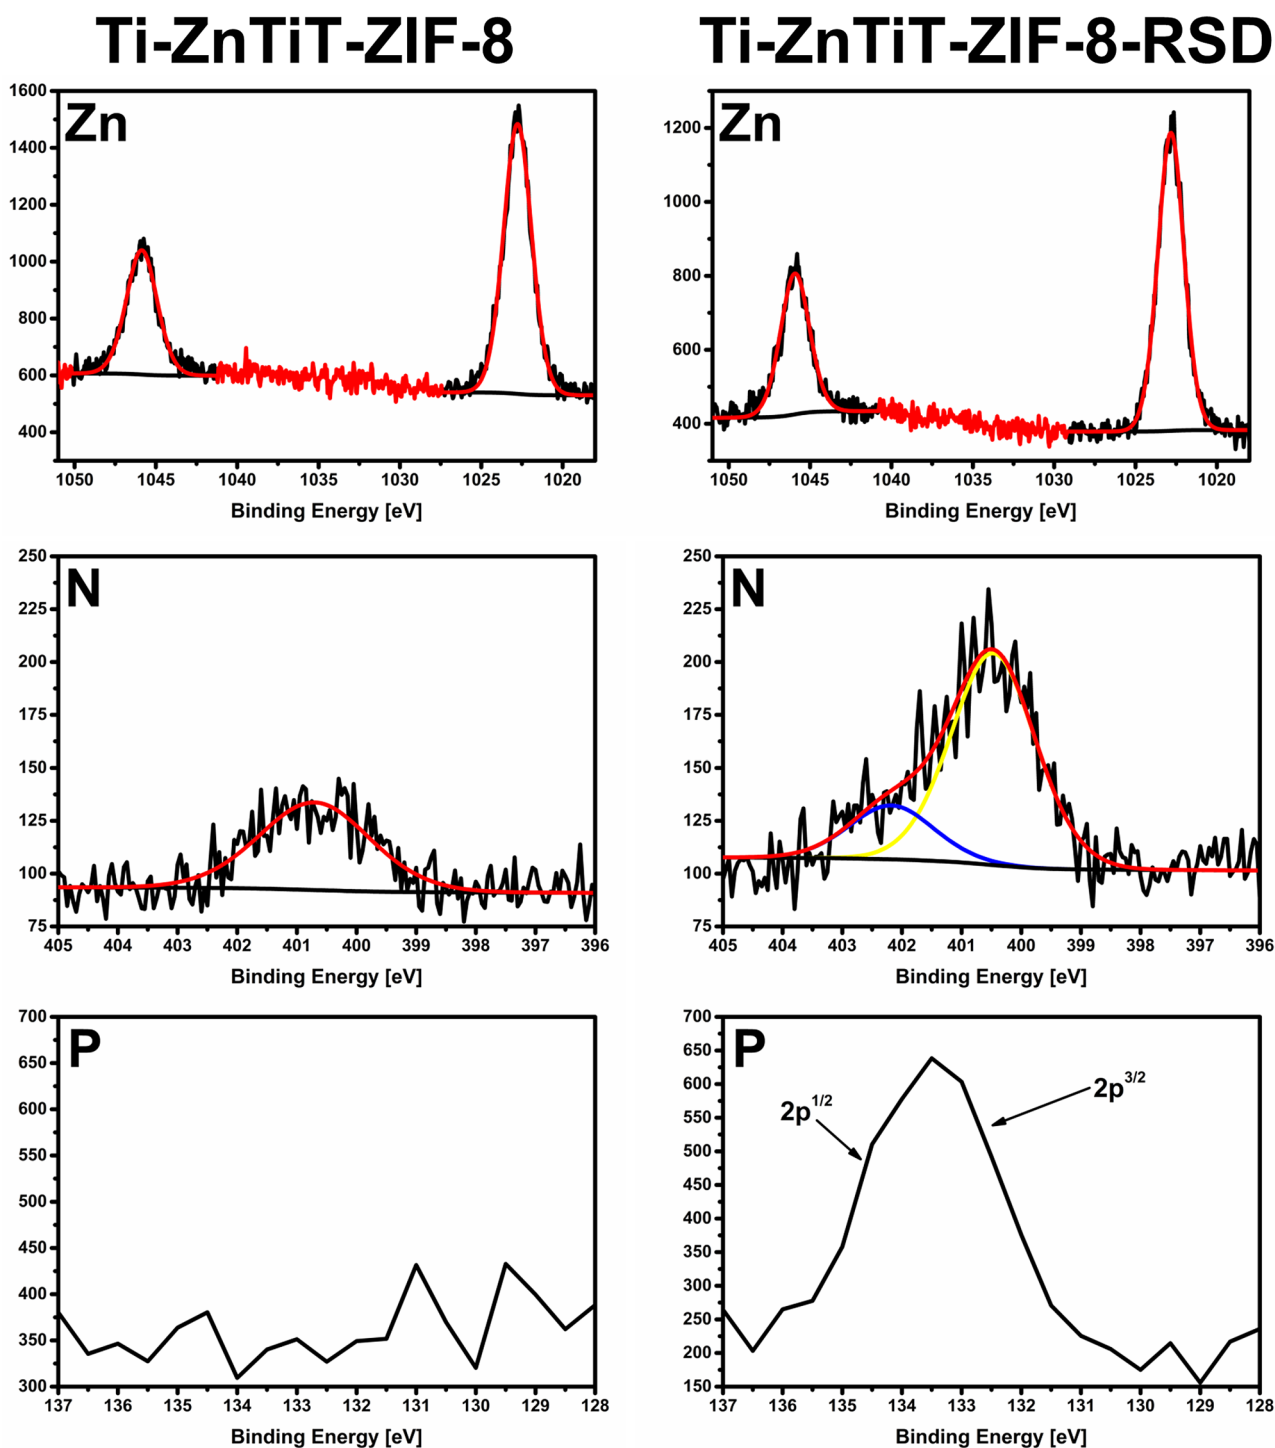 Ti-ZnTiT-ZIF-8
Ti-ZnTiT-ZIF-8-RSD
Zn
1600
1400
1200
1000
800
600
400
1050 1045 1040 1035 1030 1025 1020
Binding Energy [eV]
Zn
1200
1000
800
600
400
1050 1045 1040 1035 1030 1025 1020
Binding Energy [eV]
N
250
225
200
175
150
125
100
75
405 404 403 402 401 400 399 398 397 396
Binding Energy [eV]
N
250
225
200
175
150
125
100
75
405 404 403 402 401 400 399 398 397 396
Binding Energy [eV]
P
700
650
600
550
500
450
400
350
300
137 136 135 134 133 132 131 130 129 128
Binding Energy [eV]
P
700
650
600
550
500
450
400
350
300
250
200
150
2p1/2
2p3/2
137 136 135 134 133 132 131 130 129 128
Binding Energy [eV]